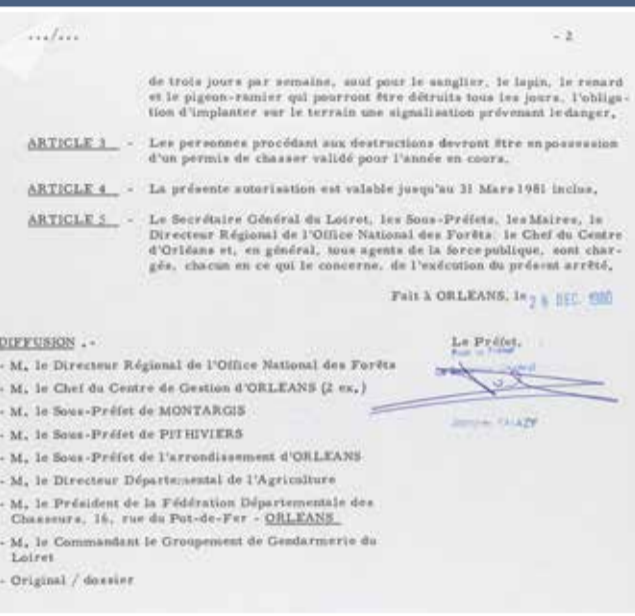 .../...
- 2
de trois jours par semaine, sauf pour le sanglier, le lapin, le renard
et le pigeon-ramier qui pourront être détruits tous les jours, l'obliga-
tion d'implanter sur le terrain une signalisation prévenant ledanger.
ARTICLE 3 - Les personnes procédant aux destructions devront être en possession
d'un permis de chasser validé pour l'année en cours.
ARTICLE 4 - La présente autorisation est valable jusqu'au 31 Mars 1981 inclus.
ARTICLE 5 - Le Secrétaire Général du Loiret, les Sous-Préfets, les Maires, le
Directeur Régional de l'Office National des Forêts, le Chef du Centre
d'Orléans et, en général, tous agents de la force publique, sont char-
gés, chacun en ce qui le concerne, de l'exécution du présent arrêté.
Fait à ORLEANS, le 26 DEC. 1980
DIFFUSION .-
Le Préfet,
- M. le Directeur Régional de l'Office National des Forêts
- M. le Chef du Centre de Gestion d'ORLEANS (2 ex.)
- M. le Sous-Préfet de MONTARGIS
- M. le Sous-Préfet de PITHIVIERS
- M. le Sous-Préfet de l'arrondissement d'ORLEANS
- M. le Directeur Départemental de l'Agriculture
- M. le Président de la Fédération Départementale des
Chasseurs, 16, rue du Pot-de-Fer - ORLEANS
- M. le Commandant le Groupement de Gendarmerie du
Loiret
- Original / dossier